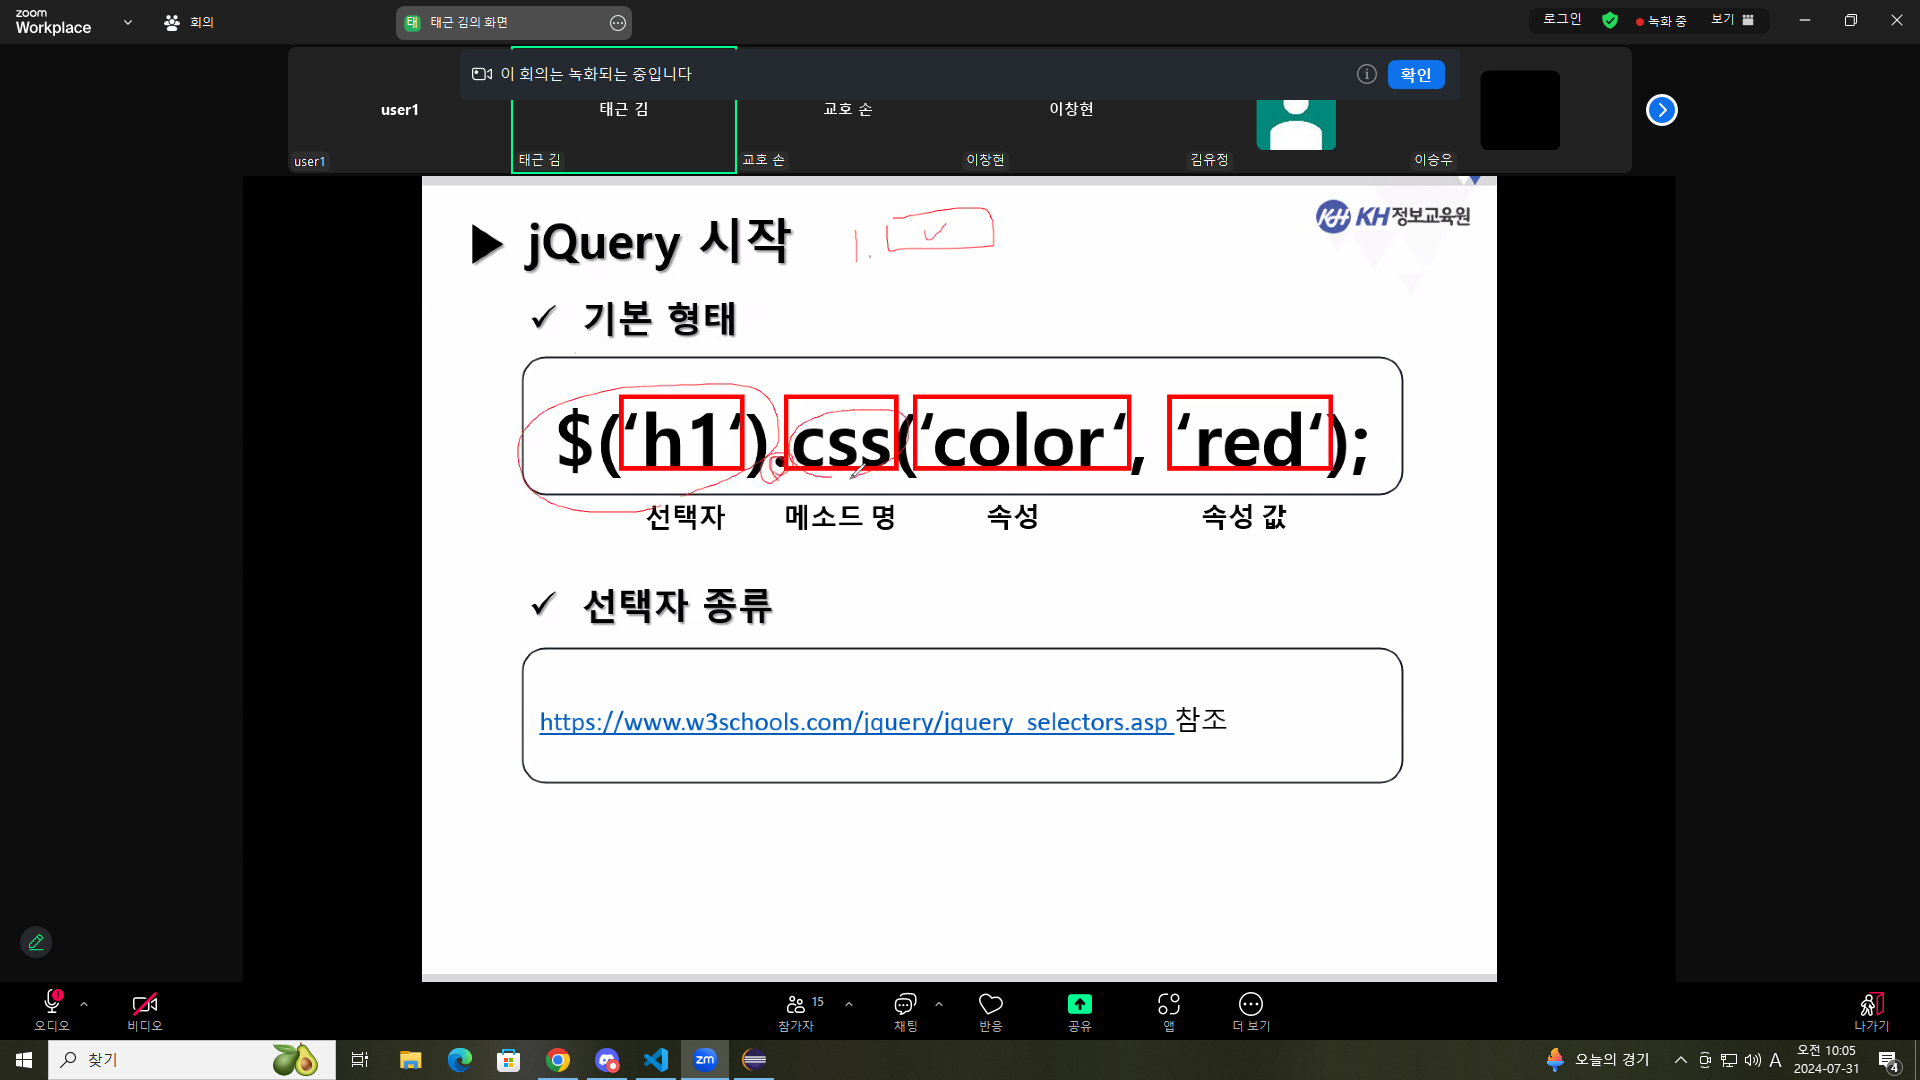 zoom
Workplace
회의
태 태근 김의 화면
로그인
녹화 중
보기
이 회의는 녹화되는 중입니다
확인
user1
태근 김
교호 손
이창현
user1
태근 김
교호 손
이창현
김유정
이승우
▶ jQuery 시작
1.
KH KH정보교육원
✓ 기본 형태
$(‘h1‘).css(‘color‘, ‘red‘);
선택자
메소드 명
속성
속성 값
✓ 선택자 종류
https://www.w3schools.com/jquery/jquery_selectors.asp 참조
오디오
비디오
15
참가자
채팅
반응
공유
앱
더 보기
나가기
찾기
zm
오늘의 경기
A
오전 10:05
2024-07-31
4